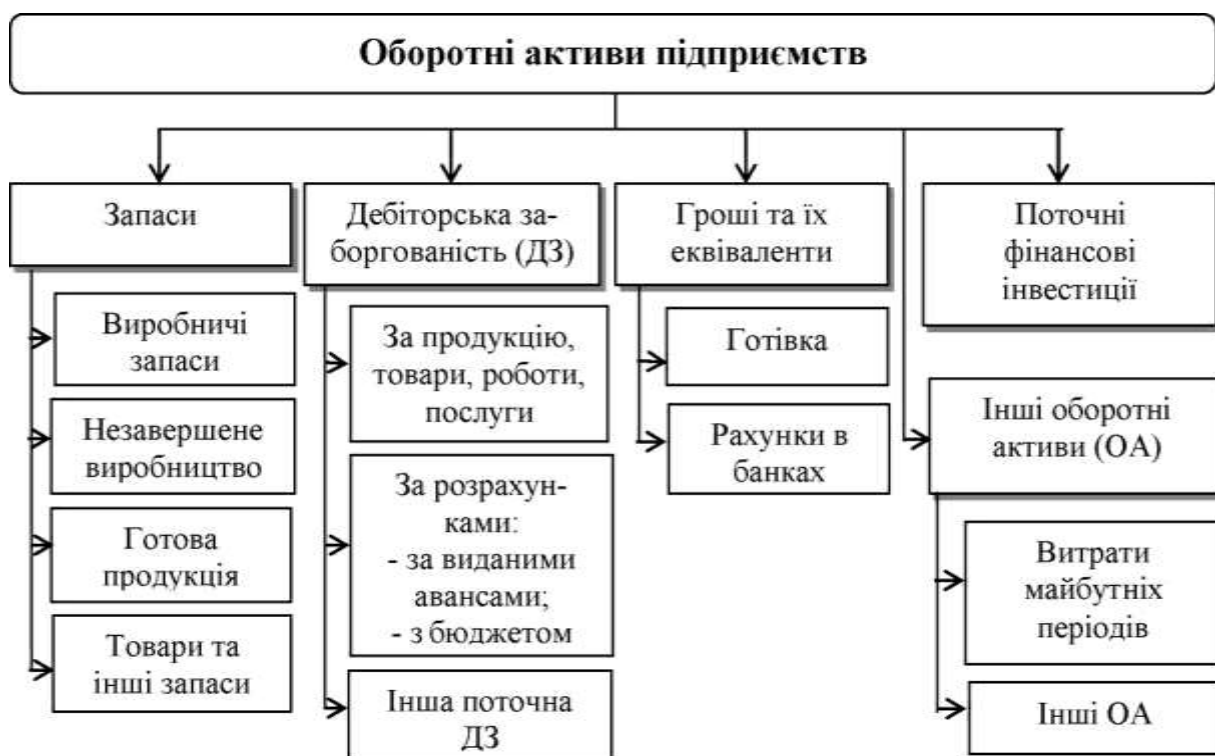 Оборотні активи підприємств
Запаси
Виробничі
запаси
Незавершене
виробництво
Готова
продукція
Товари та
інші запаси
Дебіторська за-
боргованість (ДЗ)
За продукцію,
товари, роботи,
послуги
За розрахун-
ками:
- за виданими
авансами;
- з бюджетом
Інша поточна
ДЗ
Гроші та їх
еквіваленти
Готівка
Рахунки в
банках
Поточні
фінансові
інвестиції
Інші оборотні
активи (ОА)
Витрати
майбутніх
періодів
Інші ОА